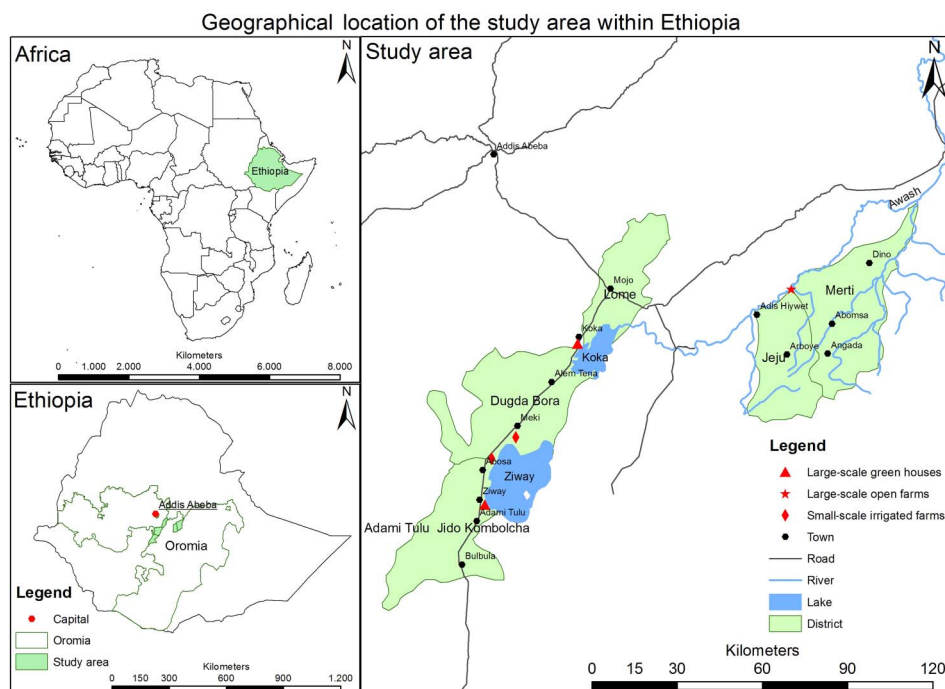 Geographical location of the study area within Ethiopia
Africa
N
Ethiopia
Kilometers
0 1.000 2.000 4.000 6.000 8.000
Ethiopia
N
Addis Abeba
Oromia
Legend
Capital
Oromia
Study area
Kilometers
0 150 300 600 900 1.200
Study area
N
Addis Abeba
Awash
Dino
Mojo
Lome
Merti
Adis Hiywet
Abomsa
Koka
Koka
Arboye
Angada
Jeju
Alem Tena
Dugda Bora
Meki
Abosa
Ziway
Ziway
Adami Tulu
Adami Tulu Jido Kombolcha
Bulbula
Legend
Large-scale green houses
Large-scale open farms
Small-scale irrigated farms
Town
Road
River
Lake
District
Kilometers
0 15 30 60 90 120